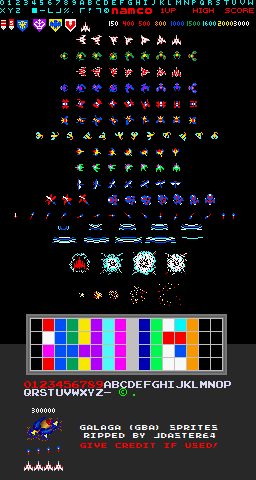 0123456789ABCDEFGHIJKLMNOPQRSTUVW
XYZ namco 1UP HIGH SCORE
150 400 500 800 1000 1500 1600 2000 3000
0123456789ABCDEFGHIJKLMNOP
QRSTUVWXYZ- © .
300000
GALAGA (GBA) SPRITES
RIPPED BY JDASTER64
GIVE CREDIT IF USED!